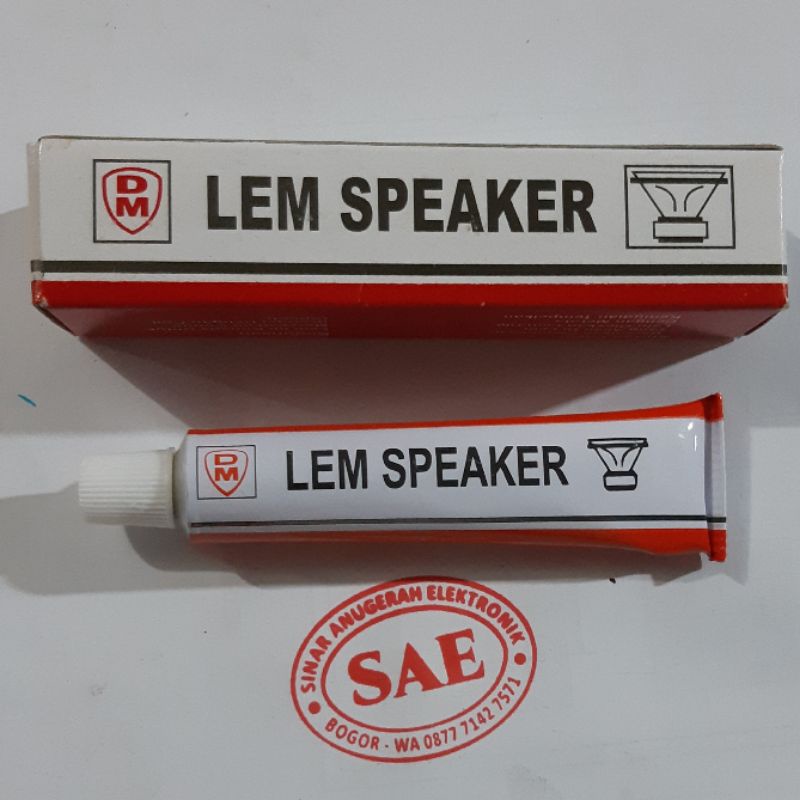 DM
LEM SPEAKER
DM
LEM SPEAKER
SINAR ANUGERAH ELEKTRONIK
SAE
BOGOR - WA 0877 7142 7571